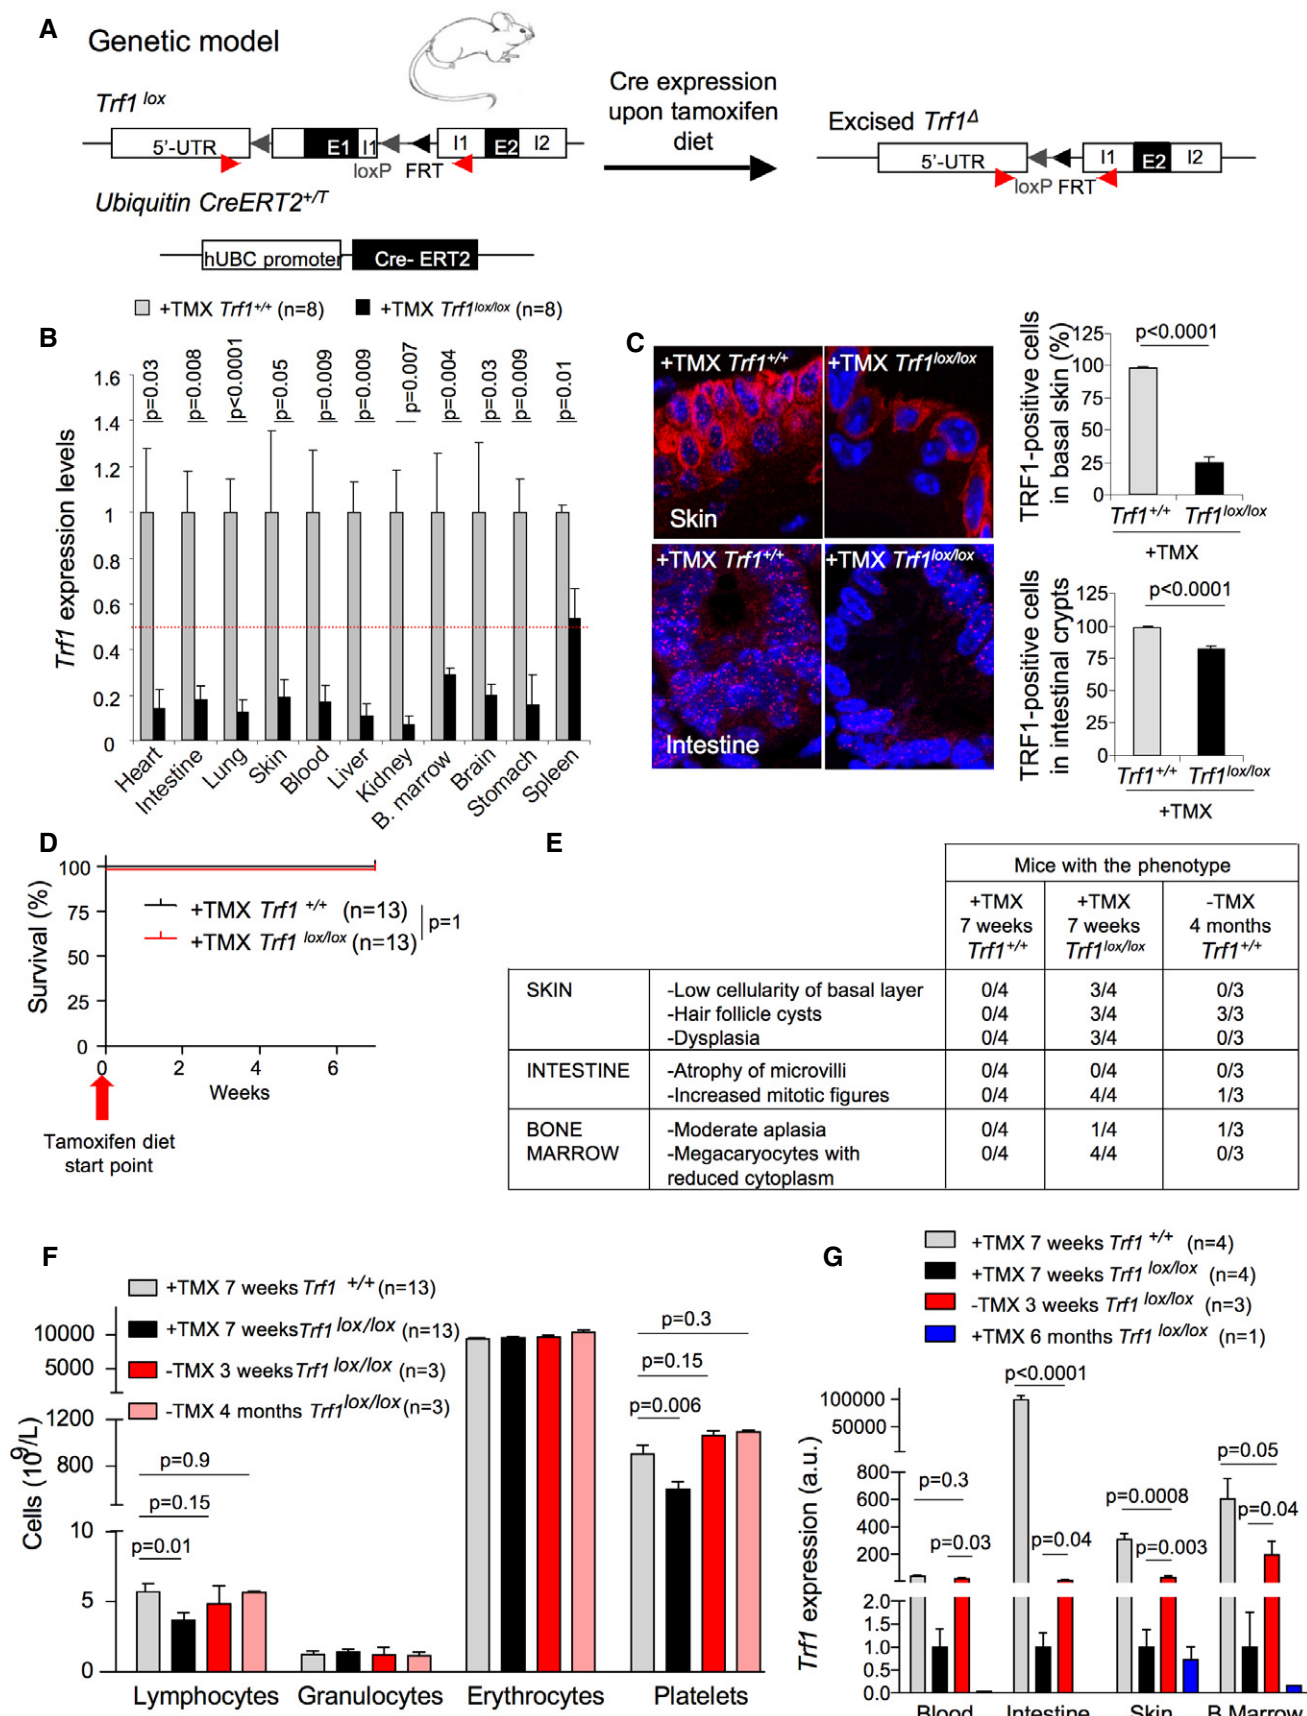 A
Genetic model
Trf1 lox
5'-UTR E1 I1 I1 E2 I2
loxP FRT
Cre expression
upon tamoxifen
diet
Excised Trf1Δ
5'-UTR I1 E2 I2
loxP FRT
Ubiquitin CreERT2+/T
hUBC promoter Cre- ERT2
+TMX Trf1+/+ (n=8) +TMX Trf1lox/lox (n=8)
B
p=0.03 p=0.008 p<0.0001 p=0.05 p=0.009 p=0.009 p=0.007 p=0.004 p=0.03 p=0.009 p=0.01
Trf1 expression levels
1.6
1.4
1.2
1
0.8
0.6
0.4
0.2
0
Heart Intestine Lung Skin Blood Liver Kidney B. marrow Brain Stomach Spleen
C
+TMX Trf1+/+ +TMX Trf1lox/lox
Skin
+TMX Trf1+/+ +TMX Trf1lox/lox
Intestine
TRF1-positive cells
in basal skin (%)
125
100
75
50
25
0
p<0.0001
Trf1+/+ Trf1lox/lox
+TMX
TRF1-positive cells
in intestinal crypts
125
100
75
50
25
0
p<0.0001
Trf1+/+ Trf1lox/lox
+TMX
D
Survival (%)
100
75
50
25
0
+TMX Trf1 +/+ (n=13)
+TMX Trf1 lox/lox (n=13)
p=1
0 2 4 6
Weeks
Tamoxifen diet
start point
E
Mice with the phenotype
+TMX +TMX -TMX
7 weeks 7 weeks 4 months
Trf1+/+ Trf1lox/lox Trf1+/+
SKIN -Low cellularity of basal layer 0/4 3/4 0/3
-Hair follicle cysts 0/4 3/4 3/3
-Dysplasia 0/4 3/4 0/3
INTESTINE -Atrophy of microvilli 0/4 0/4 0/3
-Increased mitotic figures 0/4 4/4 1/3
BONE -Moderate aplasia 0/4 1/4 1/3
MARROW -Megacaryocytes with 0/4 4/4 0/3
reduced cytoplasm
F
+TMX 7 weeks Trf1 +/+ (n=13)
+TMX 7 weeks Trf1 lox/lox (n=13)
-TMX 3 weeks Trf1 lox/lox (n=3)
-TMX 4 months Trf1 lox/lox (n=3)
Cells (10 9/L)
10000
5000
1200
800
10
5
0
p=0.9
p=0.15
p=0.01
p=0.3
p=0.15
p=0.006
Lymphocytes Granulocytes Erythrocytes Platelets
G
+TMX 7 weeks Trf1 +/+ (n=4)
+TMX 7 weeks Trf1 lox/lox (n=4)
-TMX 3 weeks Trf1 lox/lox (n=3)
+TMX 6 months Trf1 lox/lox (n=1)
Trf1 expression (a.u.)
100000
50000
800
600
400
200
2.0
1.5
1.0
0.5
0.0
p=0.3
p=0.03
p<0.0001
p=0.04
p=0.0008
p=0.003
p=0.05
p=0.04
Blood Intestine Skin B.Marrow